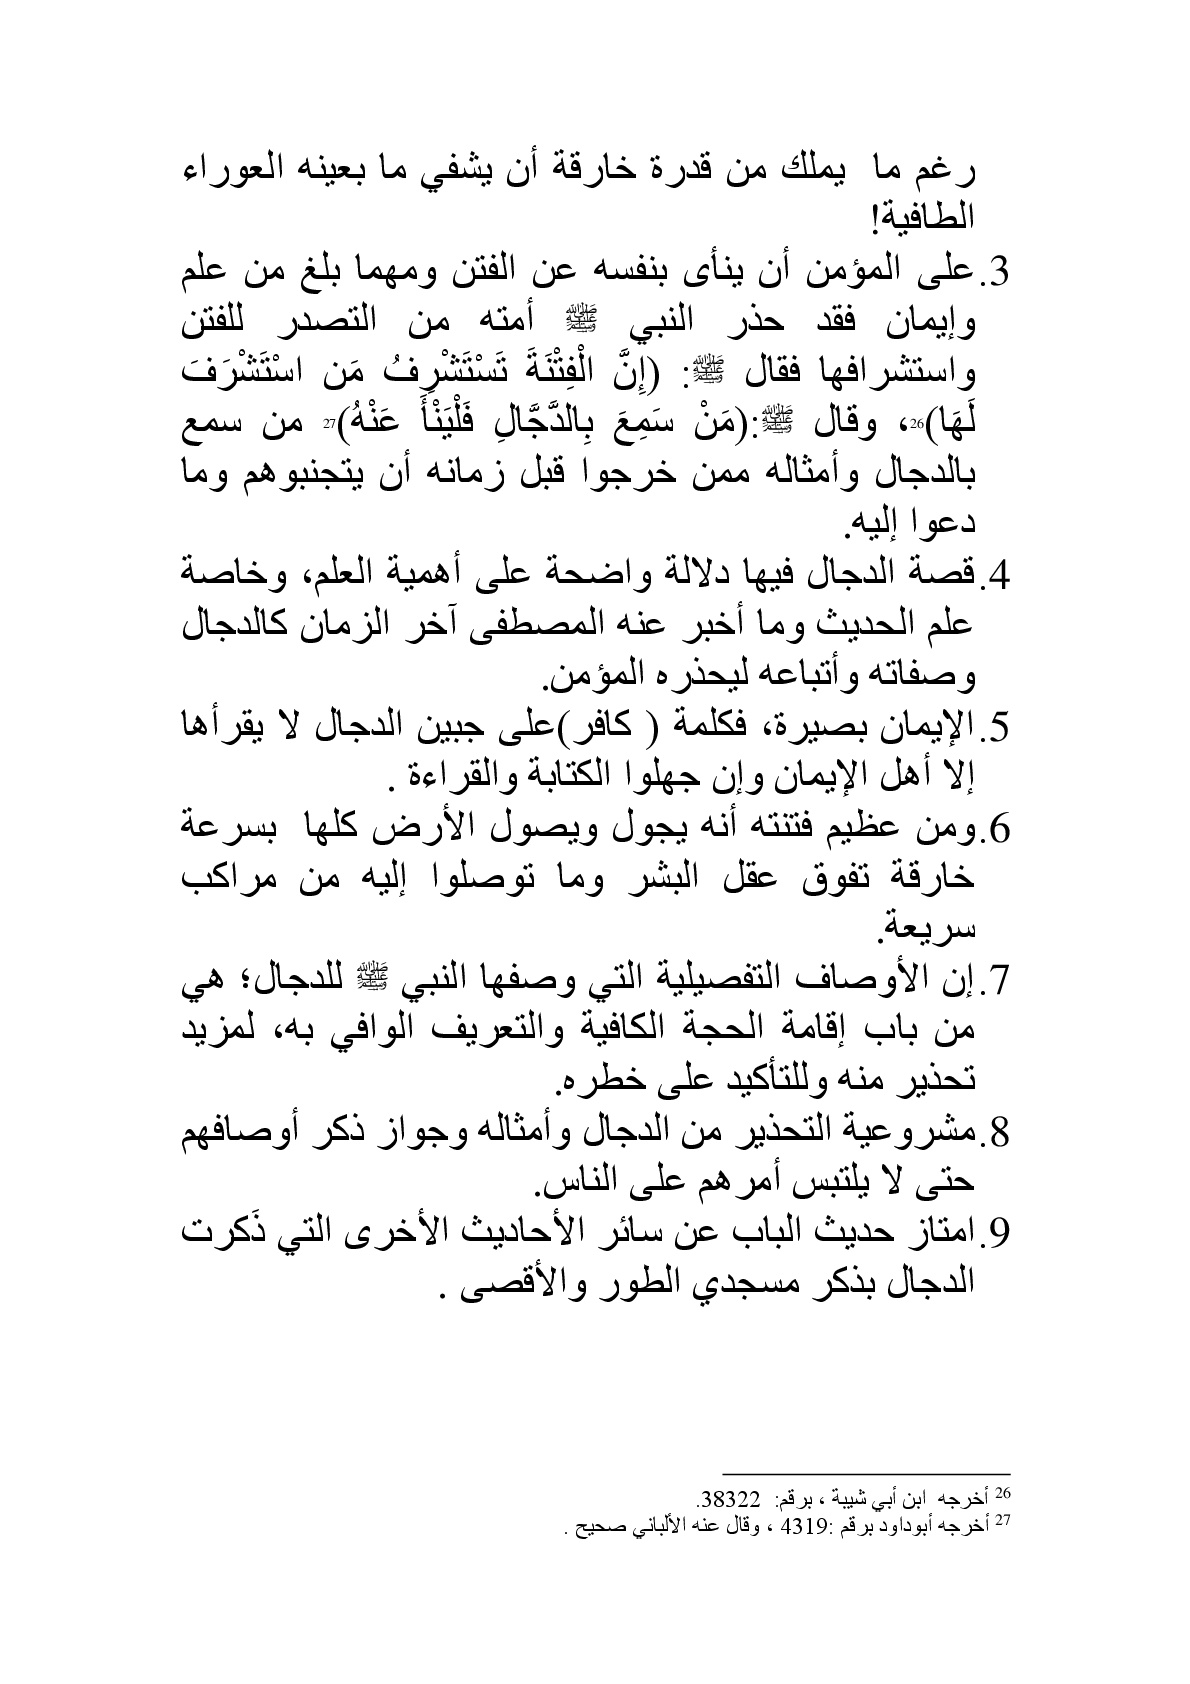 رغم ما يملك من قدرة خارقة أن يشفي ما بعينه العوراء
الطافية!
3.على المؤمن أن ينأى بنفسه عن الفتن ومهما بلغ من علم
وإيمان فقد حذر النبي ﷺ أمته من التصدر للفتن
واستشرافها فقال ﷺ: (إِنَّ الْفِتْنَةَ تَسْتَشْرِفُ مَن اسْتَشْرَفَ
لَهَا)26، وقال ﷺ:(مَنْ سَمِعَ بِالدَّجَّالِ فَلْيَنْأَ عَنْهُ)27 من سمع
بالدجال وأمثاله ممن خرجوا قبل زمانه أن يتجنبوهم وما
دعوا إليه.
4.قصة الدجال فيها دلالة واضحة على أهمية العلم، وخاصة
علم الحديث وما أخبر عنه المصطفى آخر الزمان كالدجال
وصفاته وأتباعه ليحذره المؤمن.
5.الإيمان بصيرة، فكلمة ( كافر)على جبين الدجال لا يقرأها
إلا أهل الإيمان وإن جهلوا الكتابة والقراءة .
6.ومن عظيم فتنته أنه يجول ويصول الأرض كلها بسرعة
خارقة تفوق عقل البشر وما توصلوا إليه من مراكب
سريعة.
7.إن الأوصاف التفصيلية التي وصفها النبي ﷺ للدجال؛ هي
من باب إقامة الحجة الكافية والتعريف الوافي به، لمزيد
تحذير منه وللتأكيد على خطره.
8.مشروعية التحذير من الدجال وأمثاله وجواز ذكر أوصافهم
حتى لا يلتبس أمرهم على الناس.
9.امتاز حديث الباب عن سائر الأحاديث الأخرى التي ذَكرت
الدجال بذكر مسجدي الطور والأقصى .
26 أخرجه ابن أبي شيبة ، برقم: 38322.
27 أخرجه أبوداود برقم :4319 ، وقال عنه الألباني صحيح .